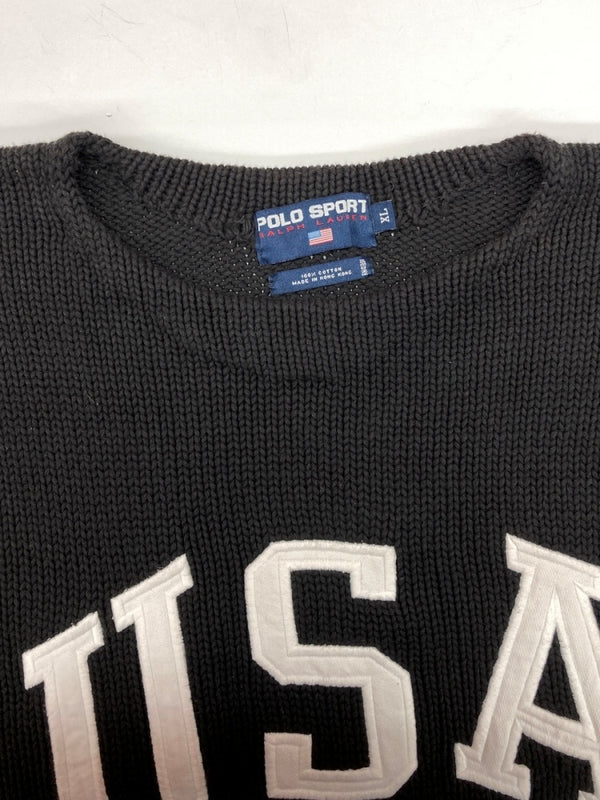 POLO SPORT
RALPH LAUREN
XL
100% COTTON
MADE IN HONG KONG
USA